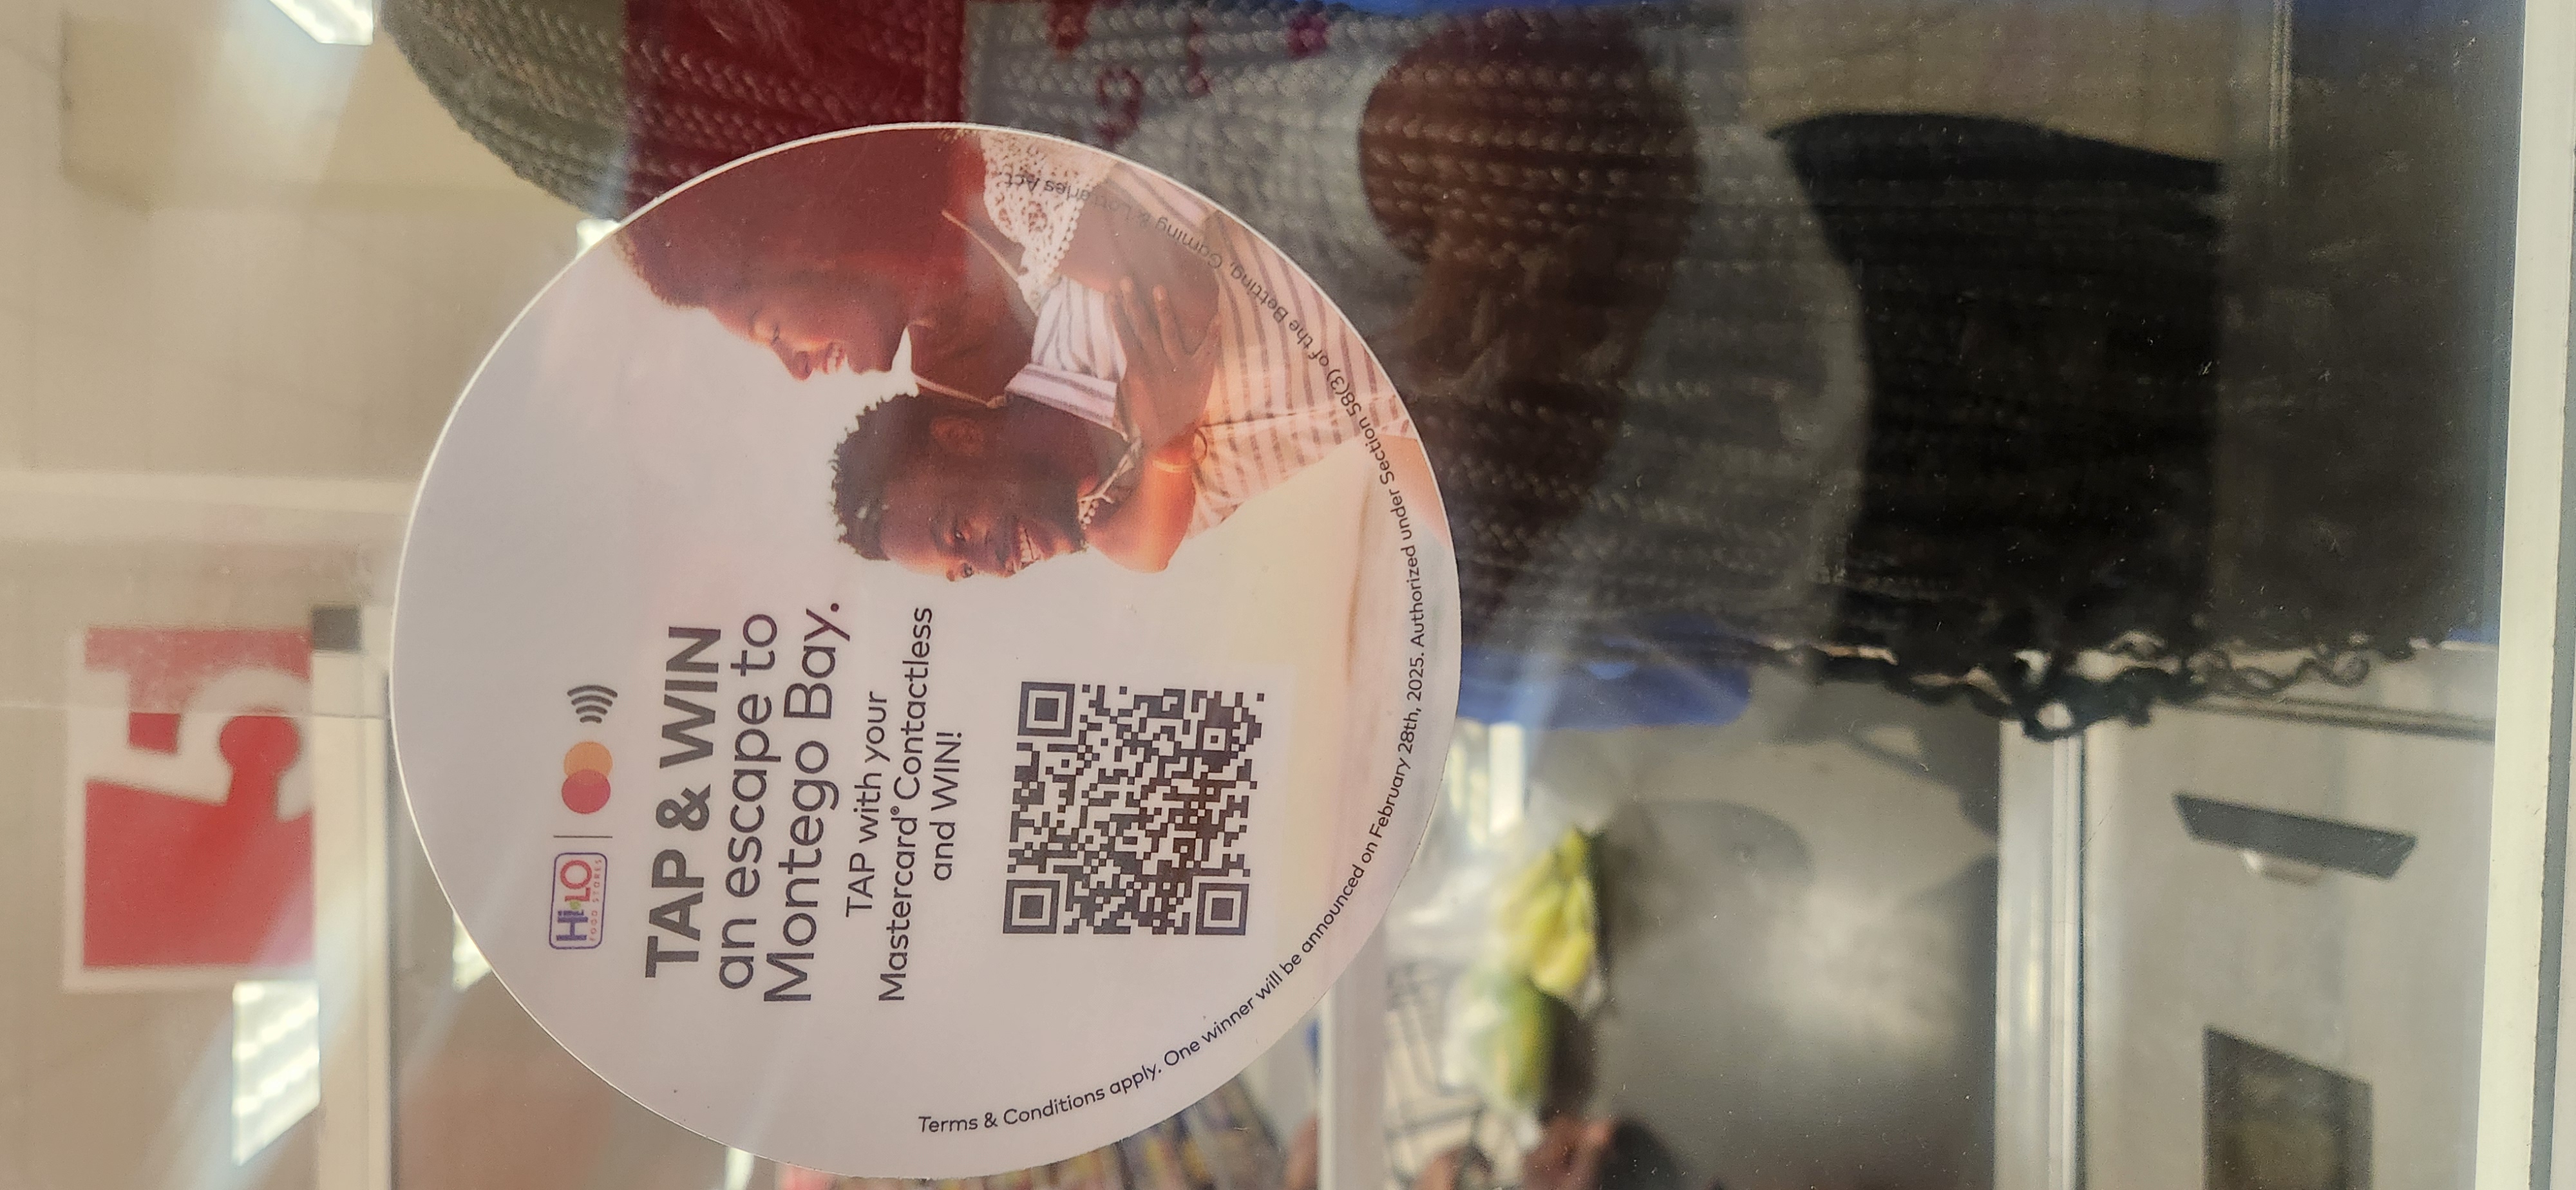 5
Hi-LO
FOOD STORES
TAP & WIN
an escape to
Montego Bay.
TAP with your
Mastercard® Contactless
and WIN!
Terms & Conditions apply. One winner will be announced on February 28th, 2025. Authorized under Section 58(3) of the Betting, Gaming & Lotteries Act.